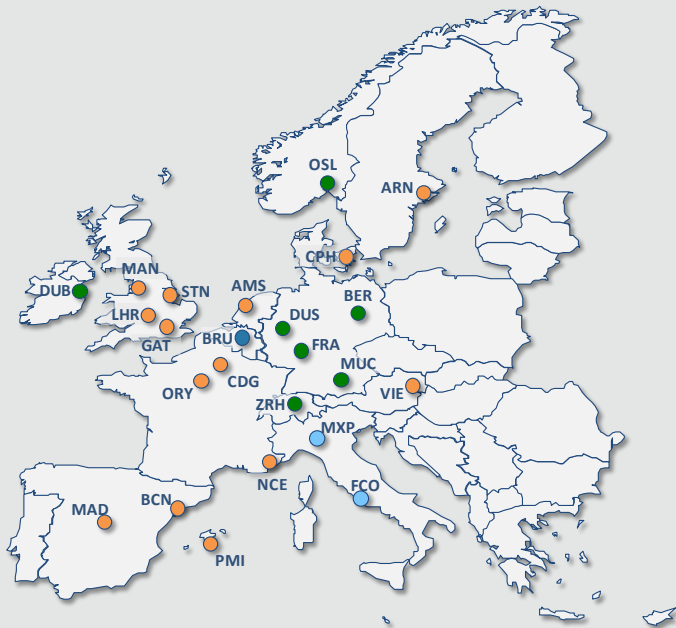 OSL
ARN
CPH
MAN
DUB
STN
AMS
BER
LHR
DUS
GAT
BRU
FRA
MUC
CDG
ORY
VIE
ZRH
MXP
NCE
FCO
BCN
MAD
PMI